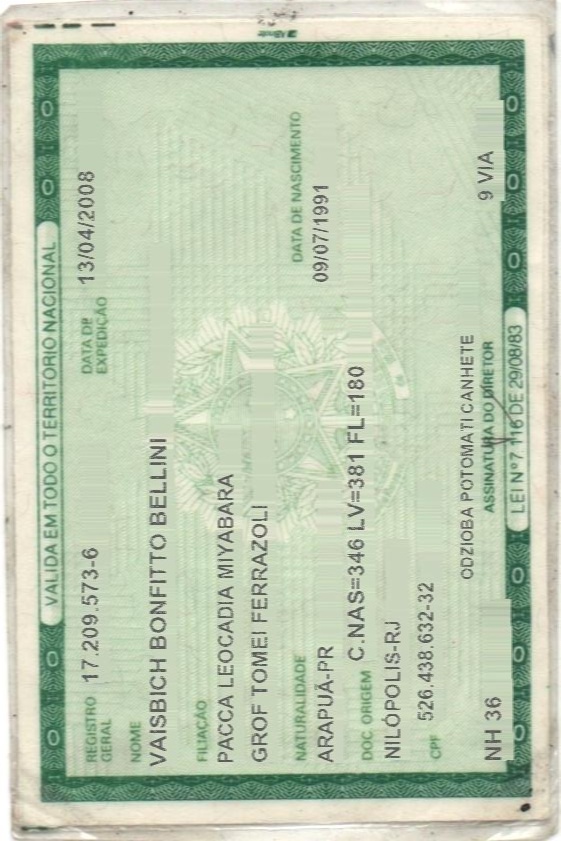 VALIDA EM TODO O TERRITÓRIO NACIONAL
REGISTRO GERAL 17.209.573-6 DATA DE EXPEDIÇÃO 13/04/2008
NOME
VAISBICH BONFITTO BELLINI
FILIAÇÃO
PACCA LEOCADIA MIYABARA
GROF TOMEI FERRAZOLI
NATURALIDADE DATA DE NASCIMENTO
ARAPUÃ-PR 09/07/1991
DOC ORIGEM C.NAS=346 LV=381 FL=180
NILÓPOLIS-RJ
CPF 526.438.632-32
ODZIOBA POTOMATICANHETE
NH 36 ASSINATURA DO DIRETOR 9 VIA
LEI Nº 7 116 DE 29/08/83